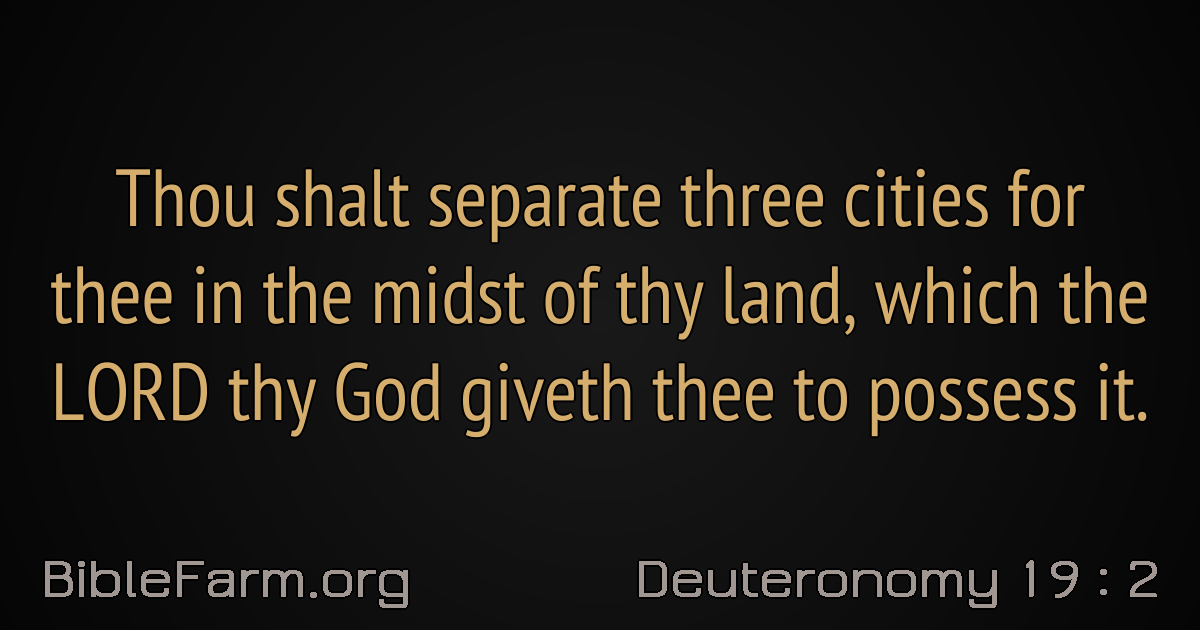 Thou shalt separate three cities for
thee in the midst of thy land, which the
LORD thy God giveth thee to possess it.
BibleFarm.org
Deuteronomy 19 : 2